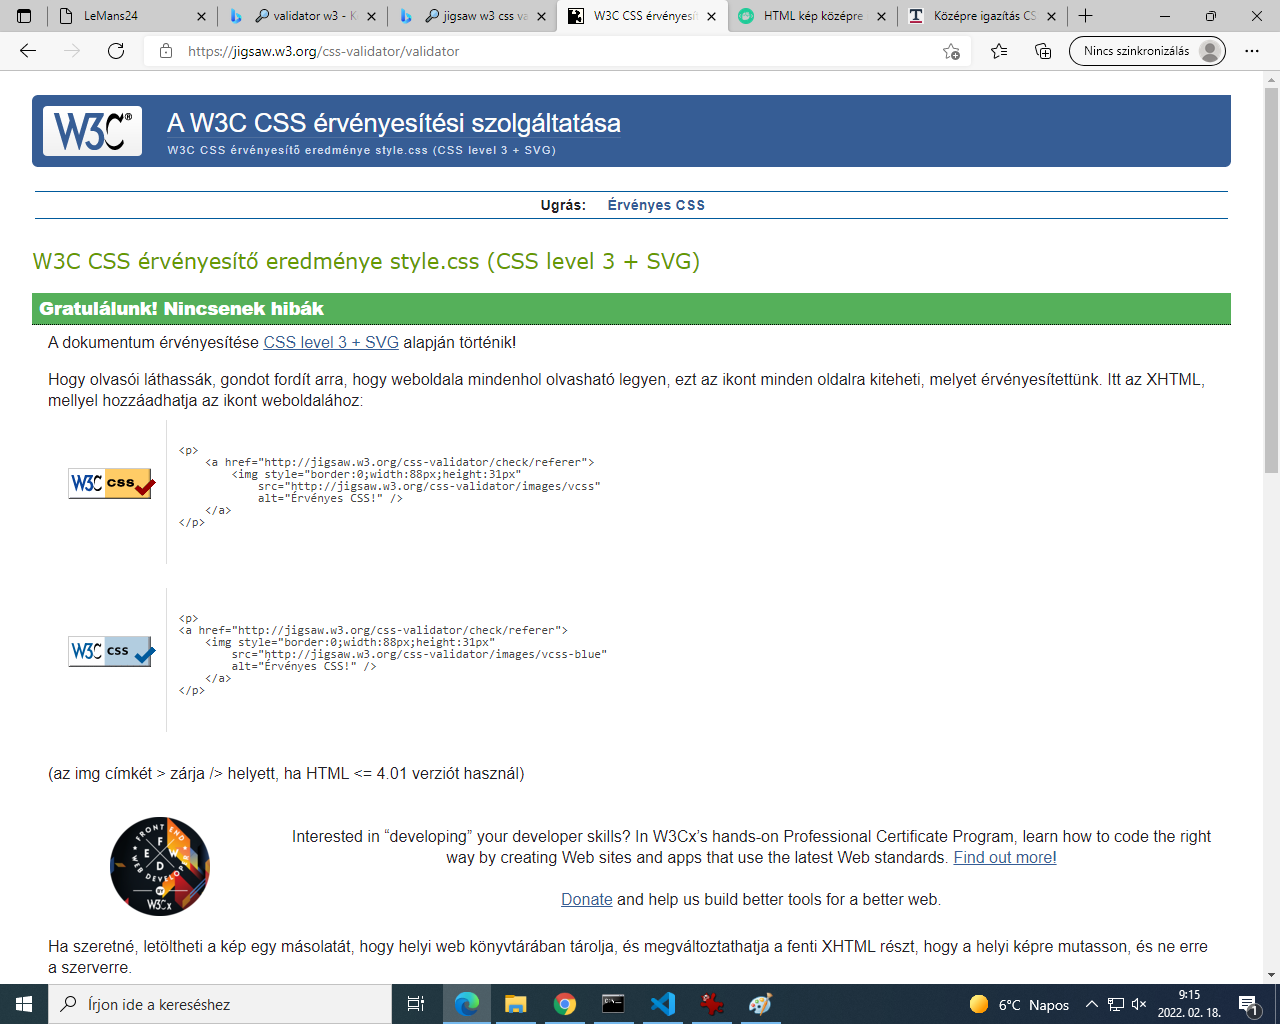 LeMans24
validator w3 - K
jigsaw w3 css va
W3C CSS érvényesít
HTML kép középre
Középre igazítás CS
https://jigsaw.w3.org/css-validator/validator
Nincs szinkronizálás
W3C®
A W3C CSS érvényesítési szolgáltatása
W3C CSS érvényesítő eredménye style.css (CSS level 3 + SVG)
Ugrás: Érvényes CSS
W3C CSS érvényesítő eredménye style.css (CSS level 3 + SVG)
Gratulálunk! Nincsenek hibák
A dokumentum érvényesítése CSS level 3 + SVG alapján történik!
Hogy olvasói láthassák, gondot fordít arra, hogy weboldala mindenhol olvasható legyen, ezt az ikont minden oldalra kiteheti, melyet érvényesítettünk. Itt az XHTML,
mellyel hozzáadhatja az ikont weboldalához:
W3C css
<p>
<a href="http://jigsaw.w3.org/css-validator/check/referer">
<img style="border:0;width:88px;height:31px"
src="http://jigsaw.w3.org/css-validator/images/vcss"
alt="Érvényes CSS!" />
</a>
</p>
W3C css
<p>
<a href="http://jigsaw.w3.org/css-validator/check/referer">
<img style="border:0;width:88px;height:31px"
src="http://jigsaw.w3.org/css-validator/images/vcss-blue"
alt="Érvényes CSS!" />
</a>
</p>
(az img címkét > zárja /> helyett, ha HTML <= 4.01 verziót használ)
FRONT END
F E W D
WEB DEVELOPER
BY
W3Cx
Interested in “developing” your developer skills? In W3Cx’s hands-on Professional Certificate Program, learn how to code the right
way by creating Web sites and apps that use the latest Web standards. Find out more!
Donate and help us build better tools for a better web.
Ha szeretné, letöltheti a kép egy másolatát, hogy helyi web könyvtárában tárolja, és megváltoztathatja a fenti XHTML részt, hogy a helyi képre mutasson, és ne erre
a szerverre.
Írjon ide a kereséshez
6°C Napos
9:15
2022. 02. 18.
1